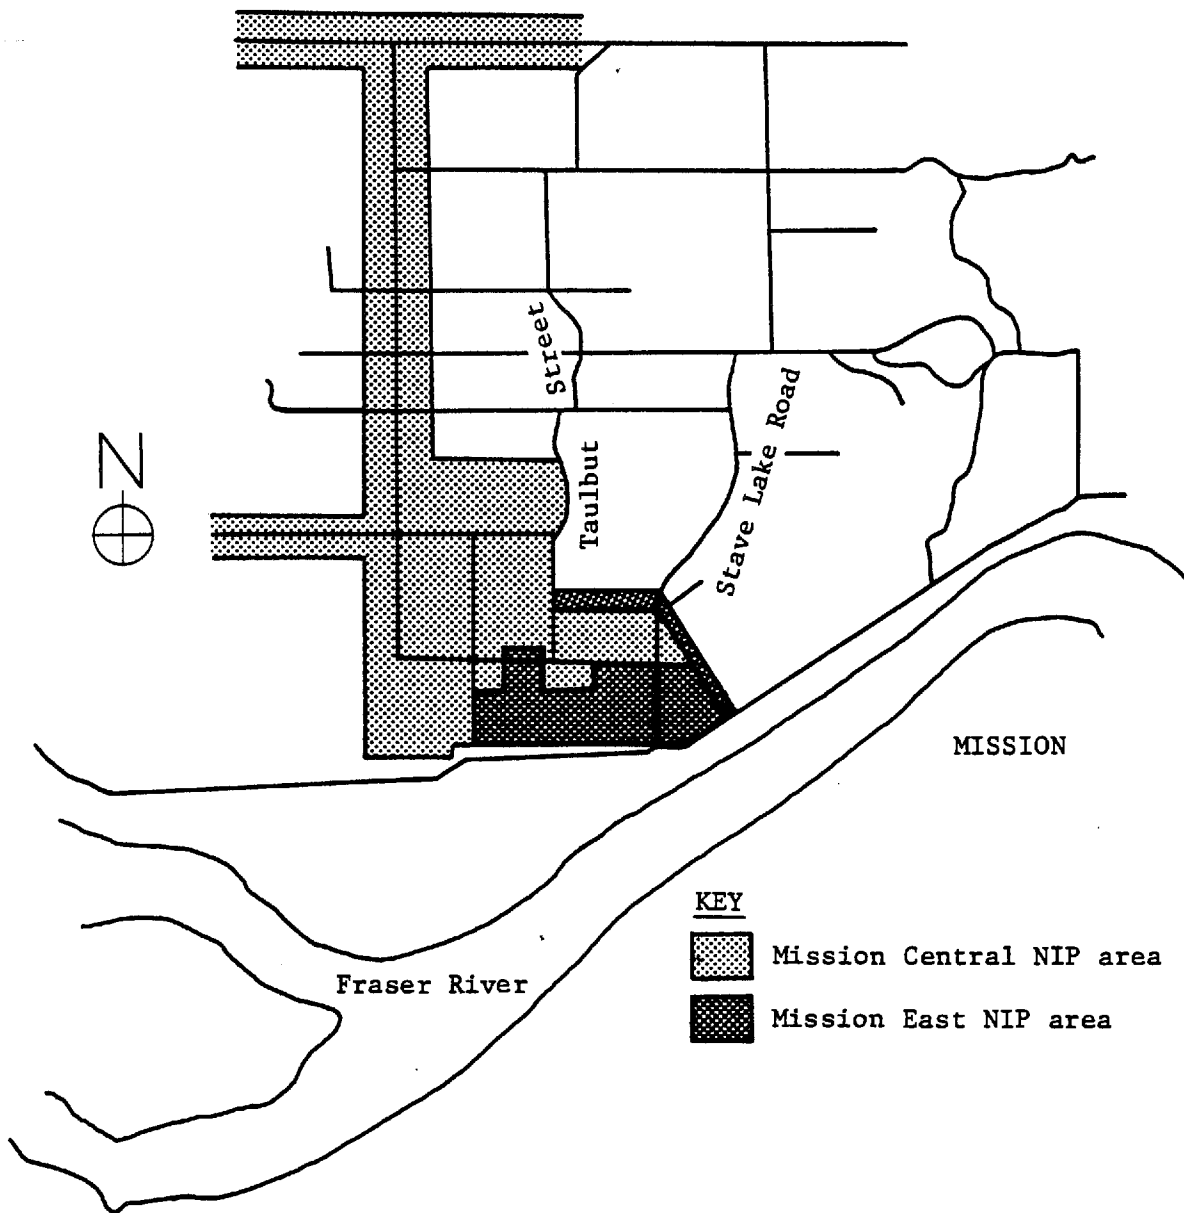 Street
Taulbut
Stave Lake Road
N
MISSION
Fraser River
KEY
Mission Central NIP area
Mission East NIP area